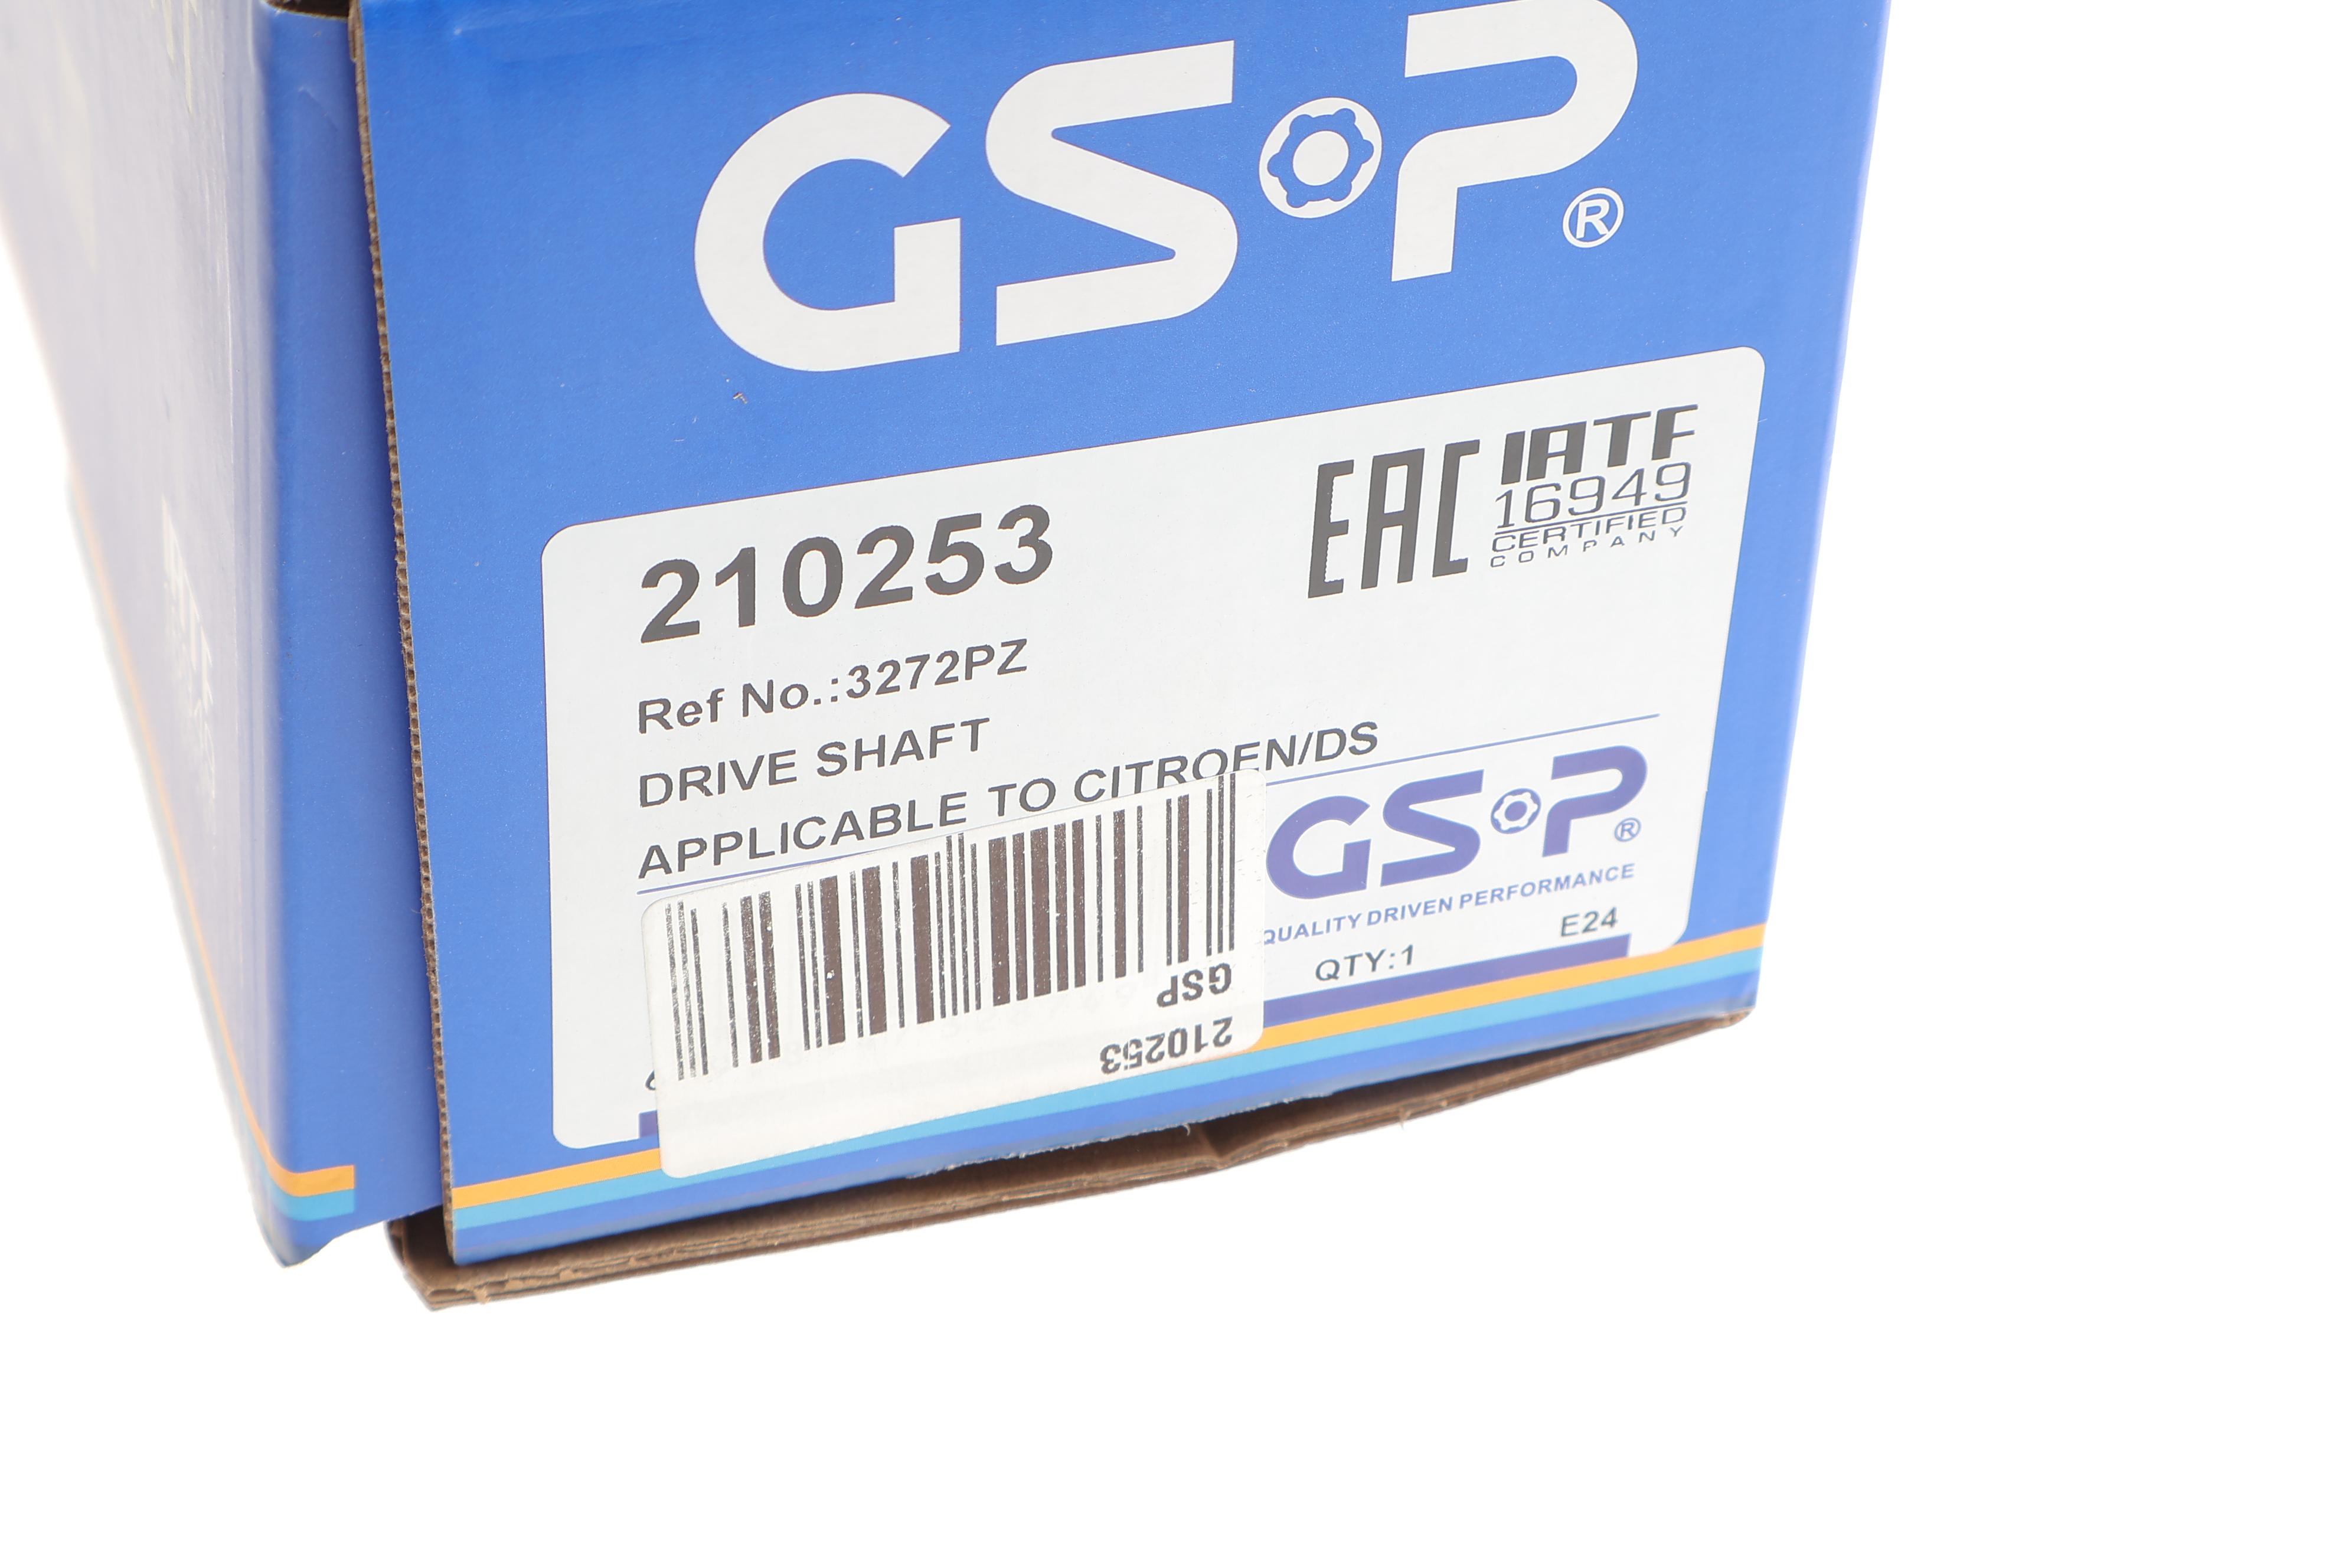 GSP®
EAC
IATF
16949
CERTIFIED
COMPANY
210253
Ref No.:3272PZ
DRIVE SHAFT
APPLICABLE TO CITROEN/DS
GSP®
QUALITY DRIVEN PERFORMANCE
QTY:1 E24
GSP
210253